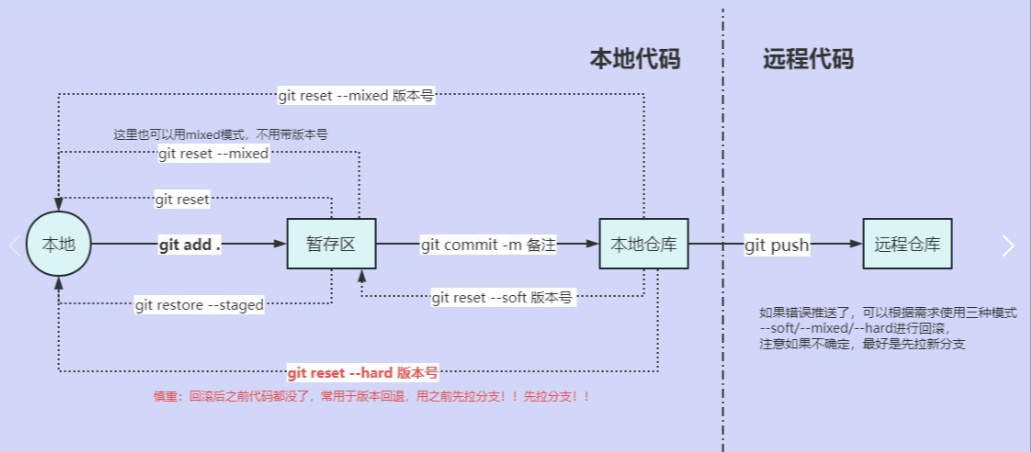 本地代码
远程代码
git reset --mixed 版本号
这里也可以用mixed模式，不用带版本号
git reset --mixed
git reset
本地
git add .
暂存区
git commit -m 备注
本地仓库
git push
远程仓库
git restore --staged
git reset --soft 版本号
如果错误推送了，可以根据需求使用三种模式
--soft/--mixed/--hard进行回滚，
注意如果不确定，最好是先拉新分支
git reset --hard 版本号
慎重：回滚后之前代码都没了，常用于版本回退，用之前先拉分支！！先拉分支！！